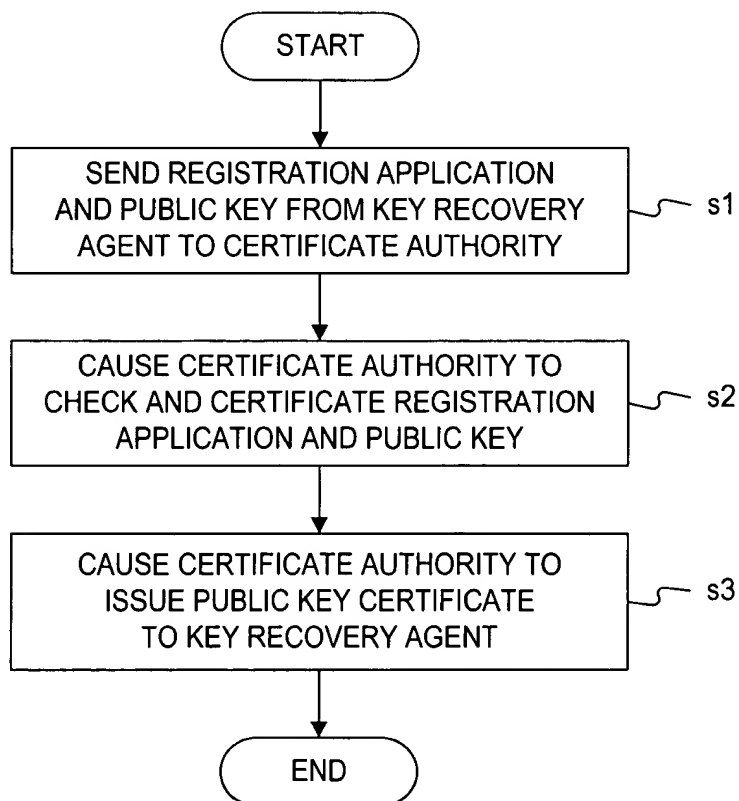 START
SEND REGISTRATION APPLICATION
AND PUBLIC KEY FROM KEY RECOVERY
AGENT TO CERTIFICATE AUTHORITY
s1
CAUSE CERTIFICATE AUTHORITY TO
CHECK AND CERTIFICATE REGISTRATION
APPLICATION AND PUBLIC KEY
s2
CAUSE CERTIFICATE AUTHORITY TO
ISSUE PUBLIC KEY CERTIFICATE
TO KEY RECOVERY AGENT
s3
END